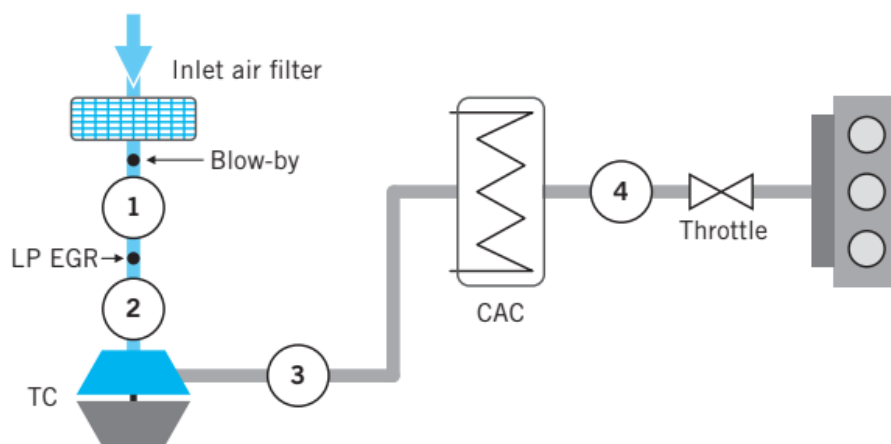 Inlet air filter
Blow-by
1
LP EGR
2
TC
3
CAC
4
Throttle